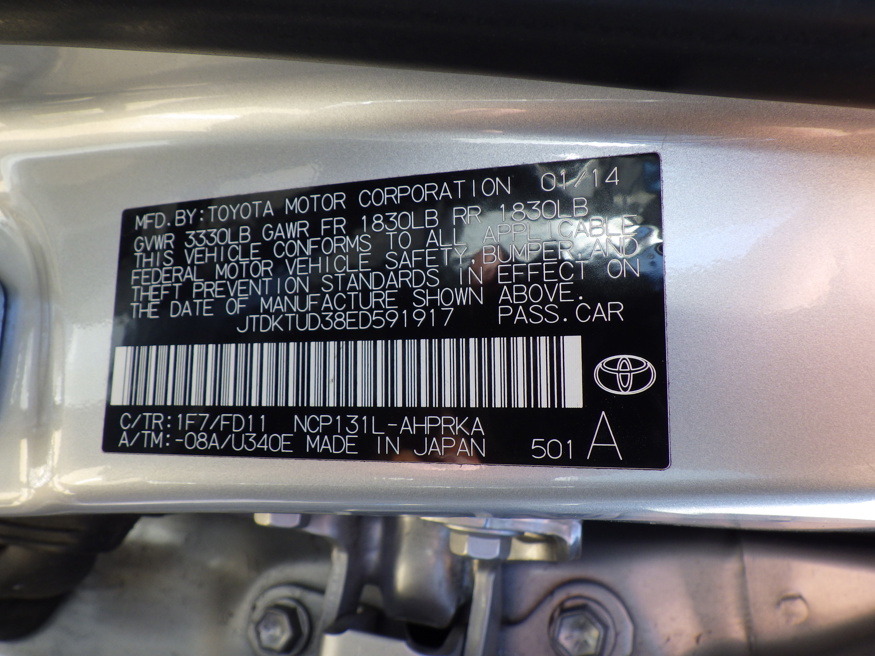 MFD. BY: TOYOTA MOTOR CORPORATION 01/14
GVWR 3330LB GAWR FR 1830LB RR 1830LB
THIS VEHICLE CONFORMS TO ALL APPLICABLE
FEDERAL MOTOR VEHICLE SAFETY, BUMPER, AND
THEFT PREVENTION STANDARDS IN EFFECT ON
THE DATE OF MANUFACTURE SHOWN ABOVE.
JTDKTUD38ED591917 PASS. CAR
C/TR: 1F7/FD11 NCP131L-AHPRKA
A/TM: -08A/U340E MADE IN JAPAN 501 A